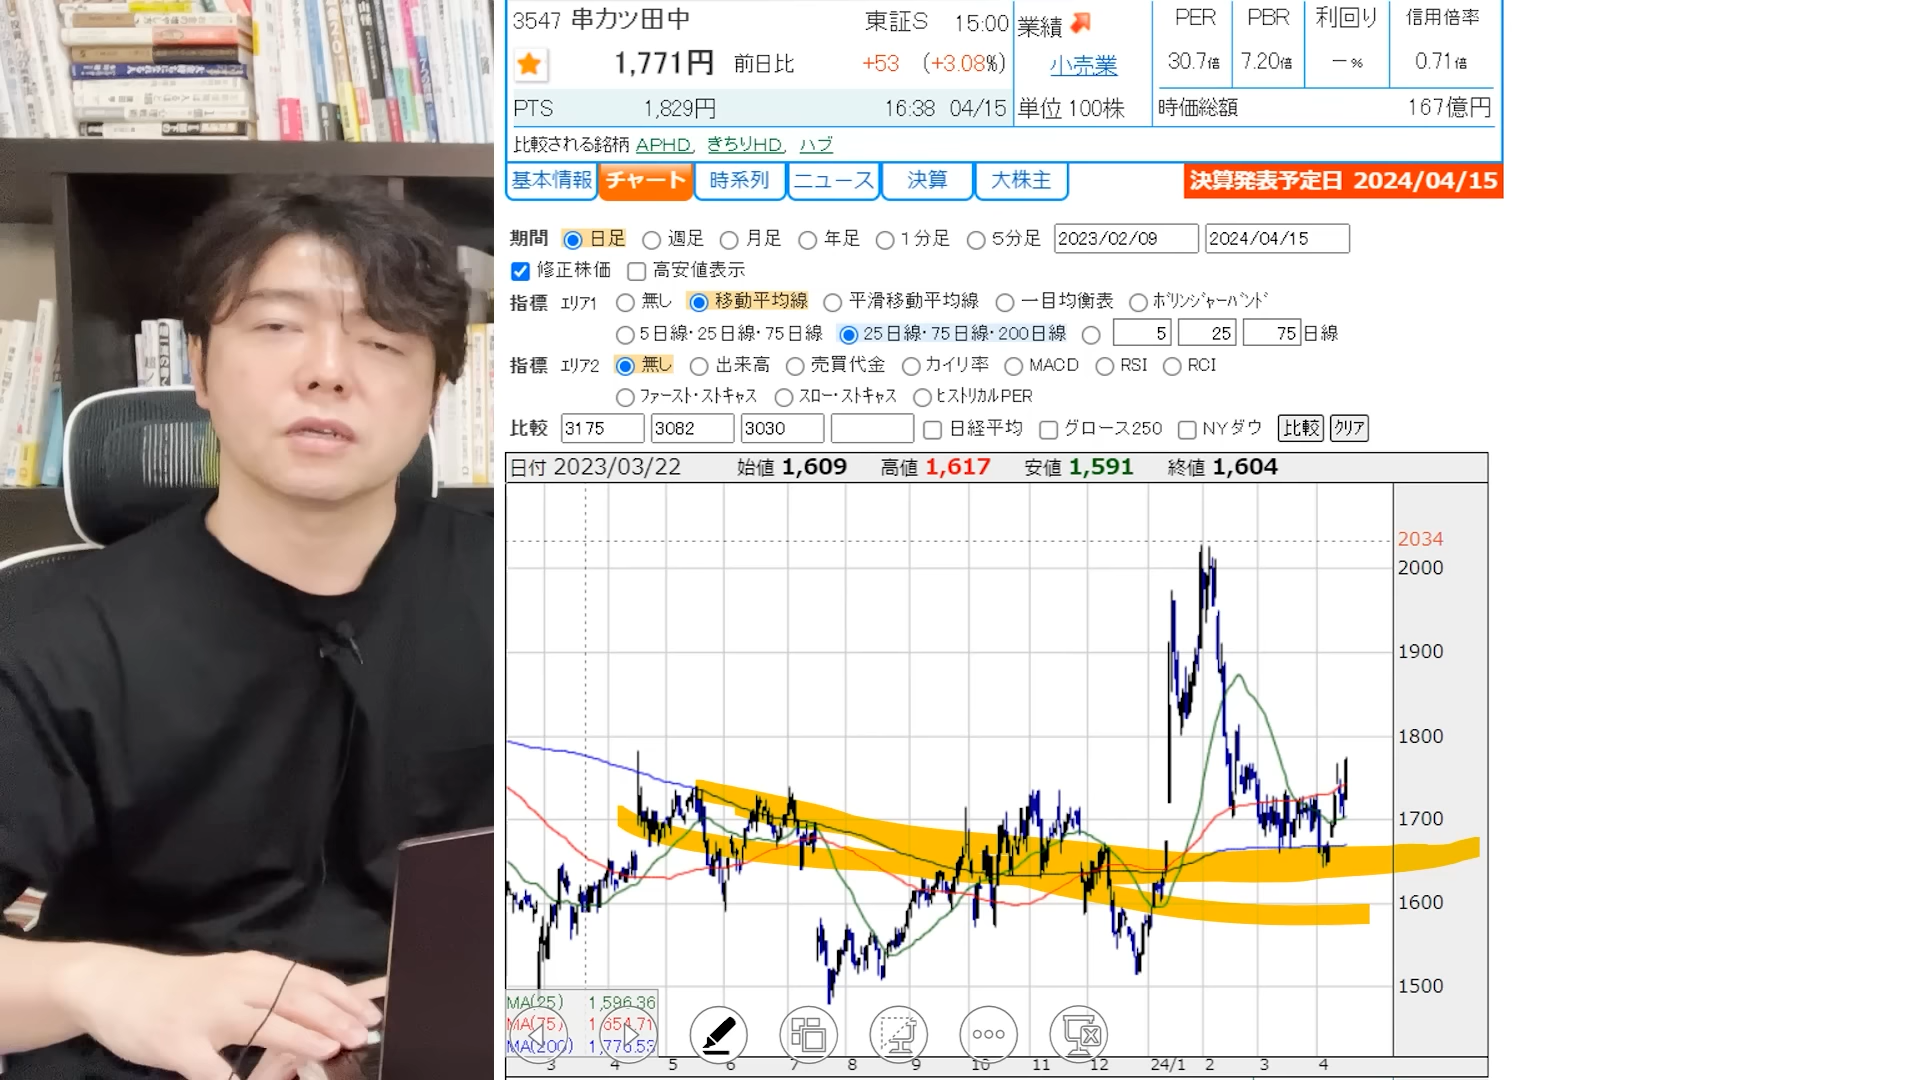 3547 串カツ田中 東証S 15:00
業績
PER PBR 利回り 信用倍率
1,771円 前日比 +53 (+3.08%)
小売業
30.7倍 7.20倍 －% 0.71倍
PTS 1,829円 16:38 04/15
単位 100株
時価総額 167億円
比較される銘柄 APHD, きちりHD, ハブ
基本情報 チャート 時系列 ニュース 決算 大株主
決算発表予定日 2024/04/15
期間 日足 週足 月足 年足 1分足 5分足 2023/02/09 2024/04/15
修正株価 高安値表示
指標 エリア1 無し 移動平均線 平滑移動平均線 一目均衡表 ボリンジャーバンド
5日線・25日線・75日線 25日線・75日線・200日線 5 25 75 日線
指標 エリア2 無し 出来高 売買代金 カイリ率 MACD RSI RCI
ファースト・ストキャス スロー・ストキャス ヒストリカルPER
比較 3175 3082 3030 日経平均 グロース250 NYダウ 比較 クリア
日付 2023/03/22 始値 1,609 高値 1,617 安値 1,591 終値 1,604
2034
2000
1900
1800
1700
1600
1500
MA(25) 1,596.36
MA(75) 1,654.71
MA(200) 1,776.53
3 4 5 6 7 8 9 10 11 12 24/1 2 3 4